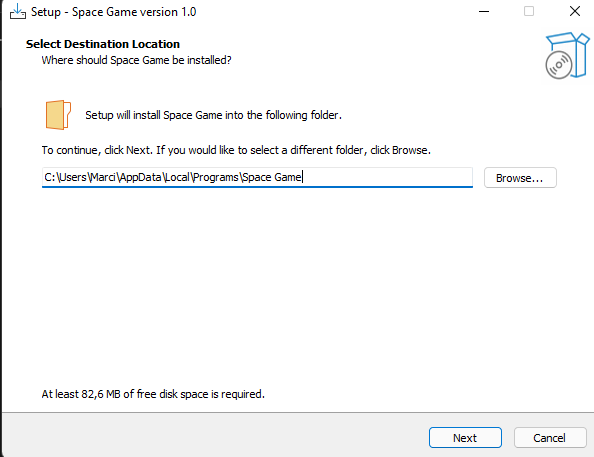 Setup - Space Game version 1.0
Select Destination Location
Where should Space Game be installed?
Setup will install Space Game into the following folder.
To continue, click Next. If you would like to select a different folder, click Browse.
C:\Users\Marci\AppData\Local\Programs\Space Game
Browse...
At least 82,6 MB of free disk space is required.
Next
Cancel